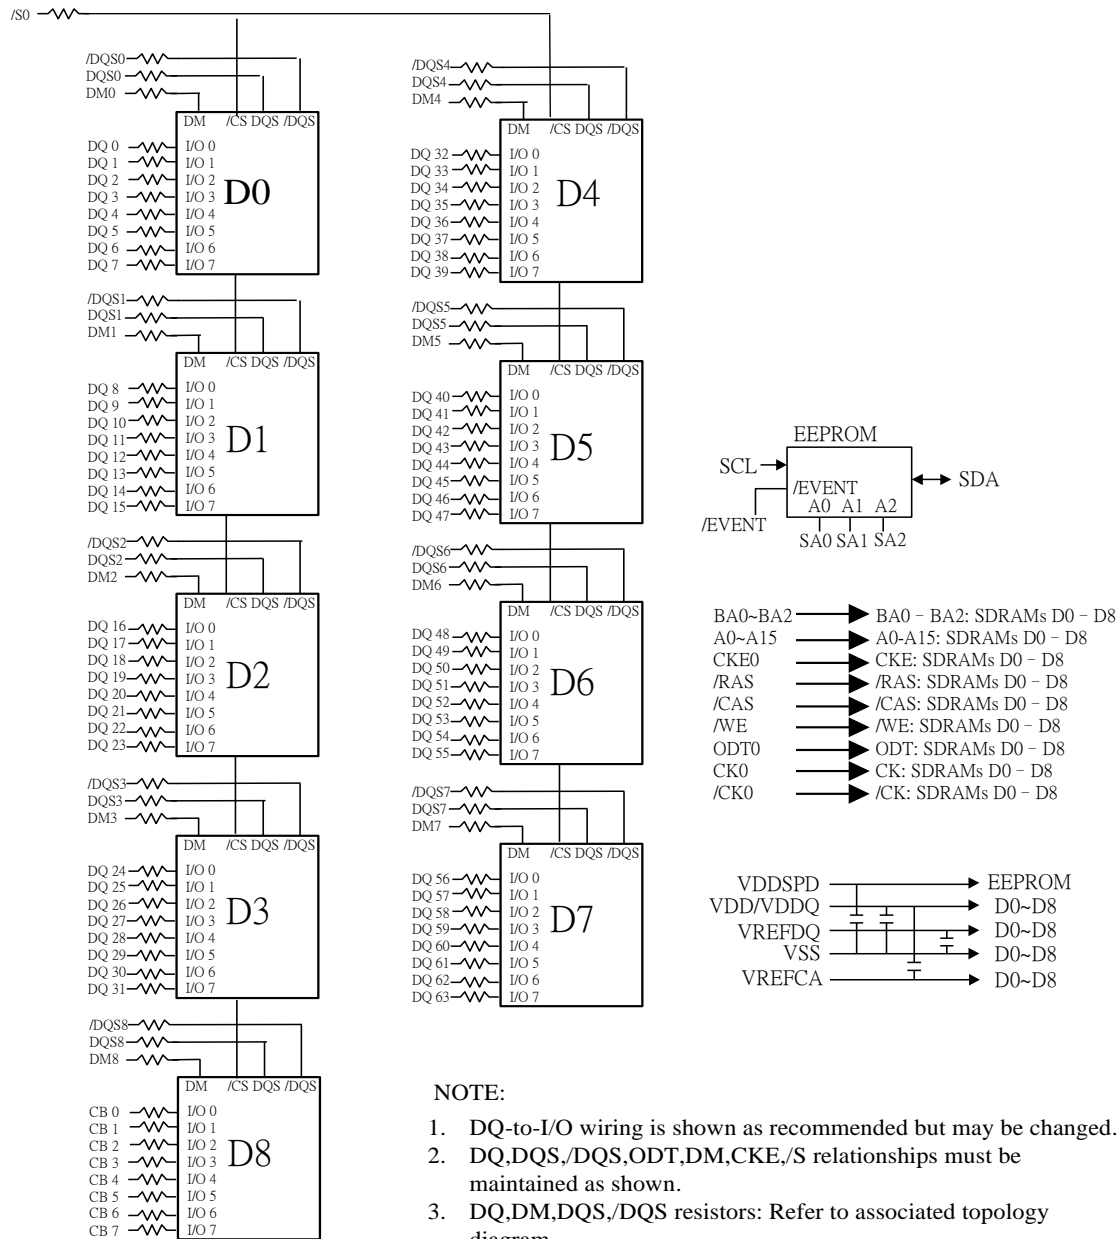 /S0
/DQS0
DQS0
DM0
DM /CS DQS /DQS
DQ 0 I/O 0
DQ 1 I/O 1
DQ 2 I/O 2
DQ 3 I/O 3
DQ 4 I/O 4
DQ 5 I/O 5
DQ 6 I/O 6
DQ 7 I/O 7
D0
/DQS1
DQS1
DM1
DM /CS DQS /DQS
DQ 8 I/O 0
DQ 9 I/O 1
DQ 10 I/O 2
DQ 11 I/O 3
DQ 12 I/O 4
DQ 13 I/O 5
DQ 14 I/O 6
DQ 15 I/O 7
D1
/DQS2
DQS2
DM2
DM /CS DQS /DQS
DQ 16 I/O 0
DQ 17 I/O 1
DQ 18 I/O 2
DQ 19 I/O 3
DQ 20 I/O 4
DQ 21 I/O 5
DQ 22 I/O 6
DQ 23 I/O 7
D2
/DQS3
DQS3
DM3
DM /CS DQS /DQS
DQ 24 I/O 0
DQ 25 I/O 1
DQ 26 I/O 2
DQ 27 I/O 3
DQ 28 I/O 4
DQ 29 I/O 5
DQ 30 I/O 6
DQ 31 I/O 7
D3
/DQS8
DQS8
DM8
DM /CS DQS /DQS
CB 0 I/O 0
CB 1 I/O 1
CB 2 I/O 2
CB 3 I/O 3
CB 4 I/O 4
CB 5 I/O 5
CB 6 I/O 6
CB 7 I/O 7
D8
/DQS4
DQS4
DM4
DM /CS DQS /DQS
DQ 32 I/O 0
DQ 33 I/O 1
DQ 34 I/O 2
DQ 35 I/O 3
DQ 36 I/O 4
DQ 37 I/O 5
DQ 38 I/O 6
DQ 39 I/O 7
D4
/DQS5
DQS5
DM5
DM /CS DQS /DQS
DQ 40 I/O 0
DQ 41 I/O 1
DQ 42 I/O 2
DQ 43 I/O 3
DQ 44 I/O 4
DQ 45 I/O 5
DQ 46 I/O 6
DQ 47 I/O 7
D5
/DQS6
DQS6
DM6
DM /CS DQS /DQS
DQ 48 I/O 0
DQ 49 I/O 1
DQ 50 I/O 2
DQ 51 I/O 3
DQ 52 I/O 4
DQ 53 I/O 5
DQ 54 I/O 6
DQ 55 I/O 7
D6
/DQS7
DQS7
DM7
DM /CS DQS /DQS
DQ 56 I/O 0
DQ 57 I/O 1
DQ 58 I/O 2
DQ 59 I/O 3
DQ 60 I/O 4
DQ 61 I/O 5
DQ 62 I/O 6
DQ 63 I/O 7
D7
EEPROM
SCL SDA
/EVENT
A0 A1 A2
/EVENT
SA0 SA1 SA2
BA0~BA2 BA0 – BA2: SDRAMs D0 – D8
A0~A15 A0-A15: SDRAMs D0 – D8
CKE0 CKE: SDRAMs D0 – D8
/RAS /RAS: SDRAMs D0 – D8
/CAS /CAS: SDRAMs D0 – D8
/WE /WE: SDRAMs D0 – D8
ODT0 ODT: SDRAMs D0 – D8
CK0 CK: SDRAMs D0 – D8
/CK0 /CK: SDRAMs D0 – D8
VDDSPD EEPROM
VDD/VDDQ D0~D8
VREFDQ D0~D8
VSS D0~D8
VREFCA D0~D8
NOTE:
1. DQ-to-I/O wiring is shown as recommended but may be changed.
2. DQ,DQS,/DQS,ODT,DM,CKE,/S relationships must be
maintained as shown.
3. DQ,DM,DQS,/DQS resistors: Refer to associated topology
diagram